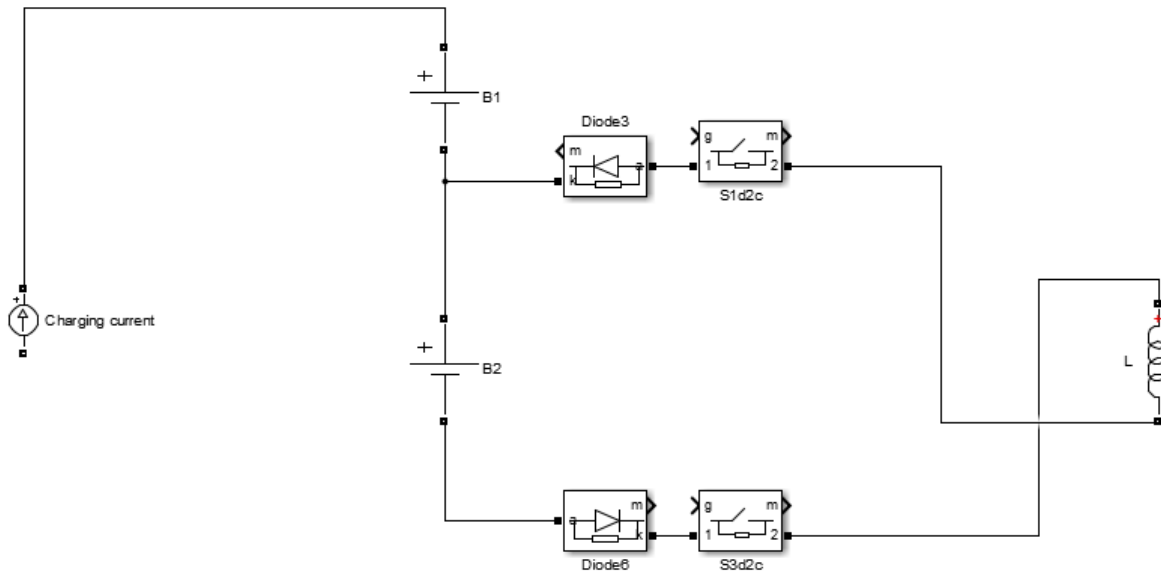 +
B1
Diode3
m
a
k
g
m
1
2
S1d2c
+
Charging current
+
B2
+
L
m
a
k
Diode6
g
m
1
2
S3d2c